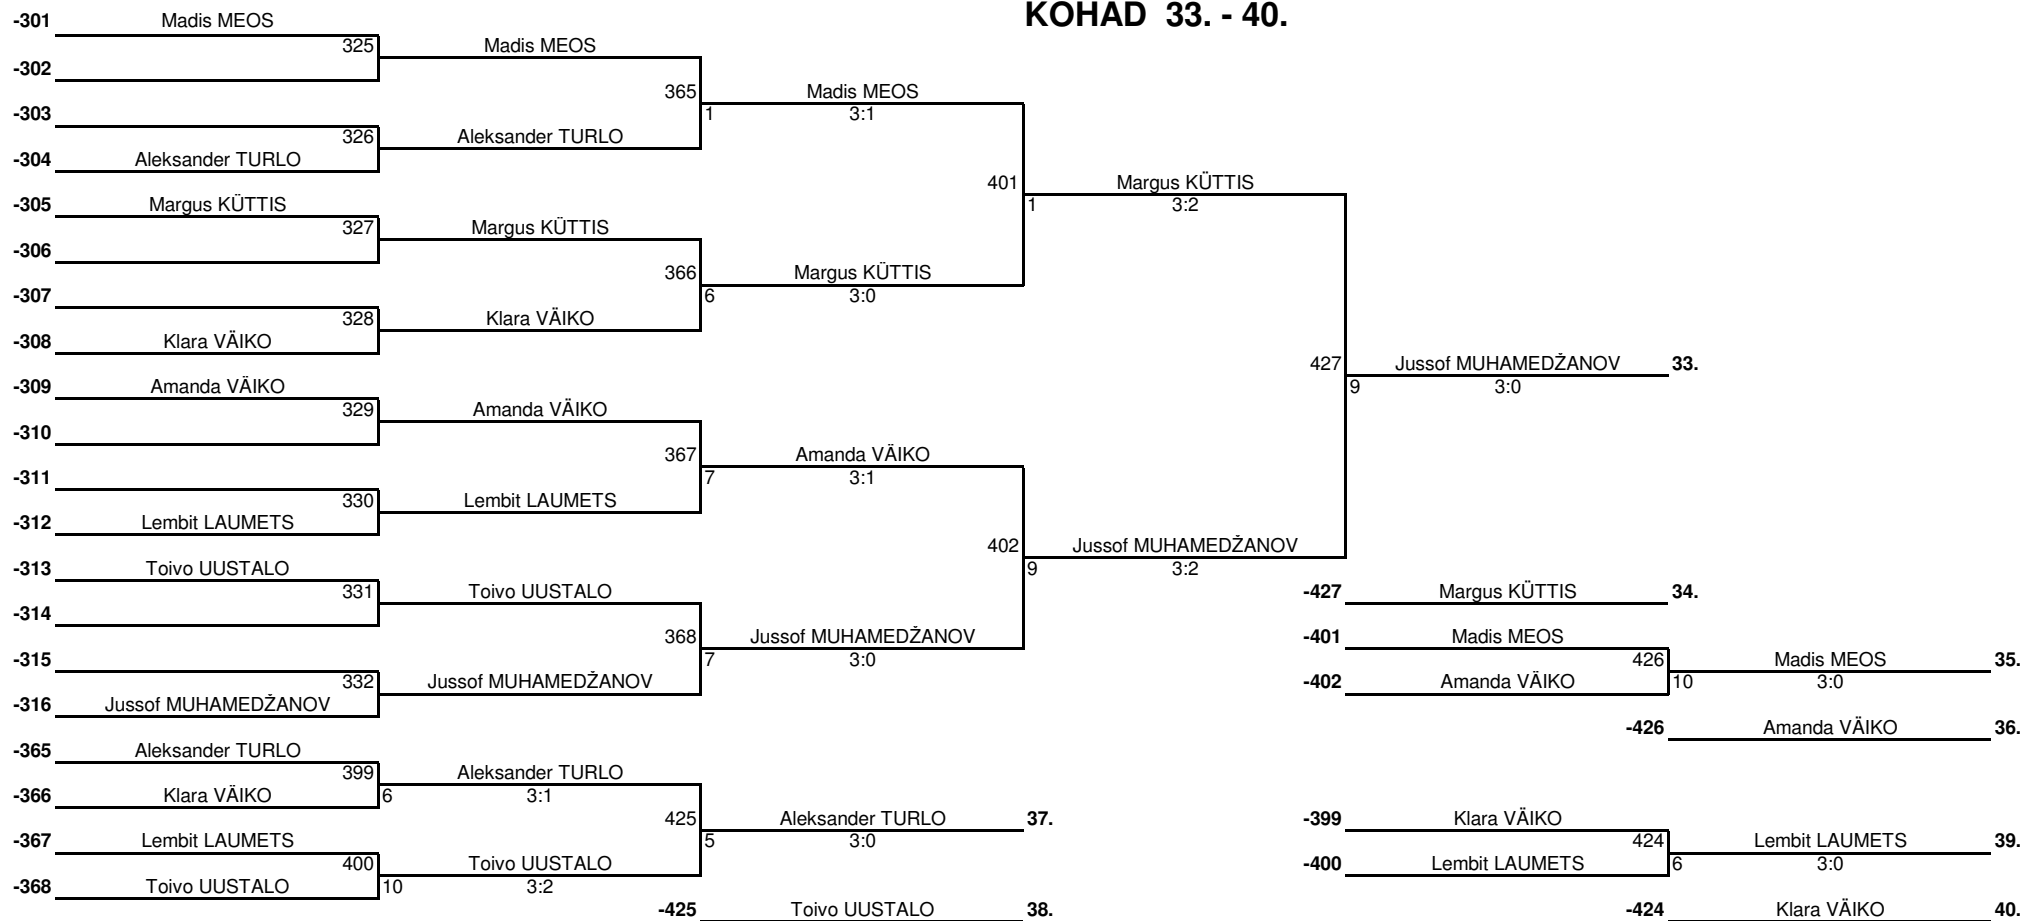 KOHAD 33. - 40.
-301 Madis MEOS
325 Madis MEOS
-302
365 Madis MEOS
-303
1 3:1
326 Aleksander TURLO
-304 Aleksander TURLO
401 Margus KÜTTIS
-305 Margus KÜTTIS
1 3:2
327 Margus KÜTTIS
-306
366 Margus KÜTTIS
-307
6 3:0
328 Klara VÄIKO
-308 Klara VÄIKO
427 Jussof MUHAMEDŽANOV 33.
-309 Amanda VÄIKO
9 3:0
329 Amanda VÄIKO
-310
367 Amanda VÄIKO
-311
7 3:1
330 Lembit LAUMETS
-312 Lembit LAUMETS
402 Jussof MUHAMEDŽANOV
-313 Toivo UUSTALO
9 3:2
331 Toivo UUSTALO
-427 Margus KÜTTIS 34.
-314
368 Jussof MUHAMEDŽANOV
-401 Madis MEOS
-315
7 3:0
426 Madis MEOS 35.
332 Jussof MUHAMEDŽANOV
-402 Amanda VÄIKO
10 3:0
-316 Jussof MUHAMEDŽANOV
-426 Amanda VÄIKO 36.
-365 Aleksander TURLO
399 Aleksander TURLO
-366 Klara VÄIKO
6 3:1
425 Aleksander TURLO 37.
-399 Klara VÄIKO
-367 Lembit LAUMETS
5 3:0
424 Lembit LAUMETS 39.
400 Toivo UUSTALO
-400 Lembit LAUMETS
6 3:0
-368 Toivo UUSTALO
10 3:2
-425 Toivo UUSTALO 38.
-424 Klara VÄIKO 40.